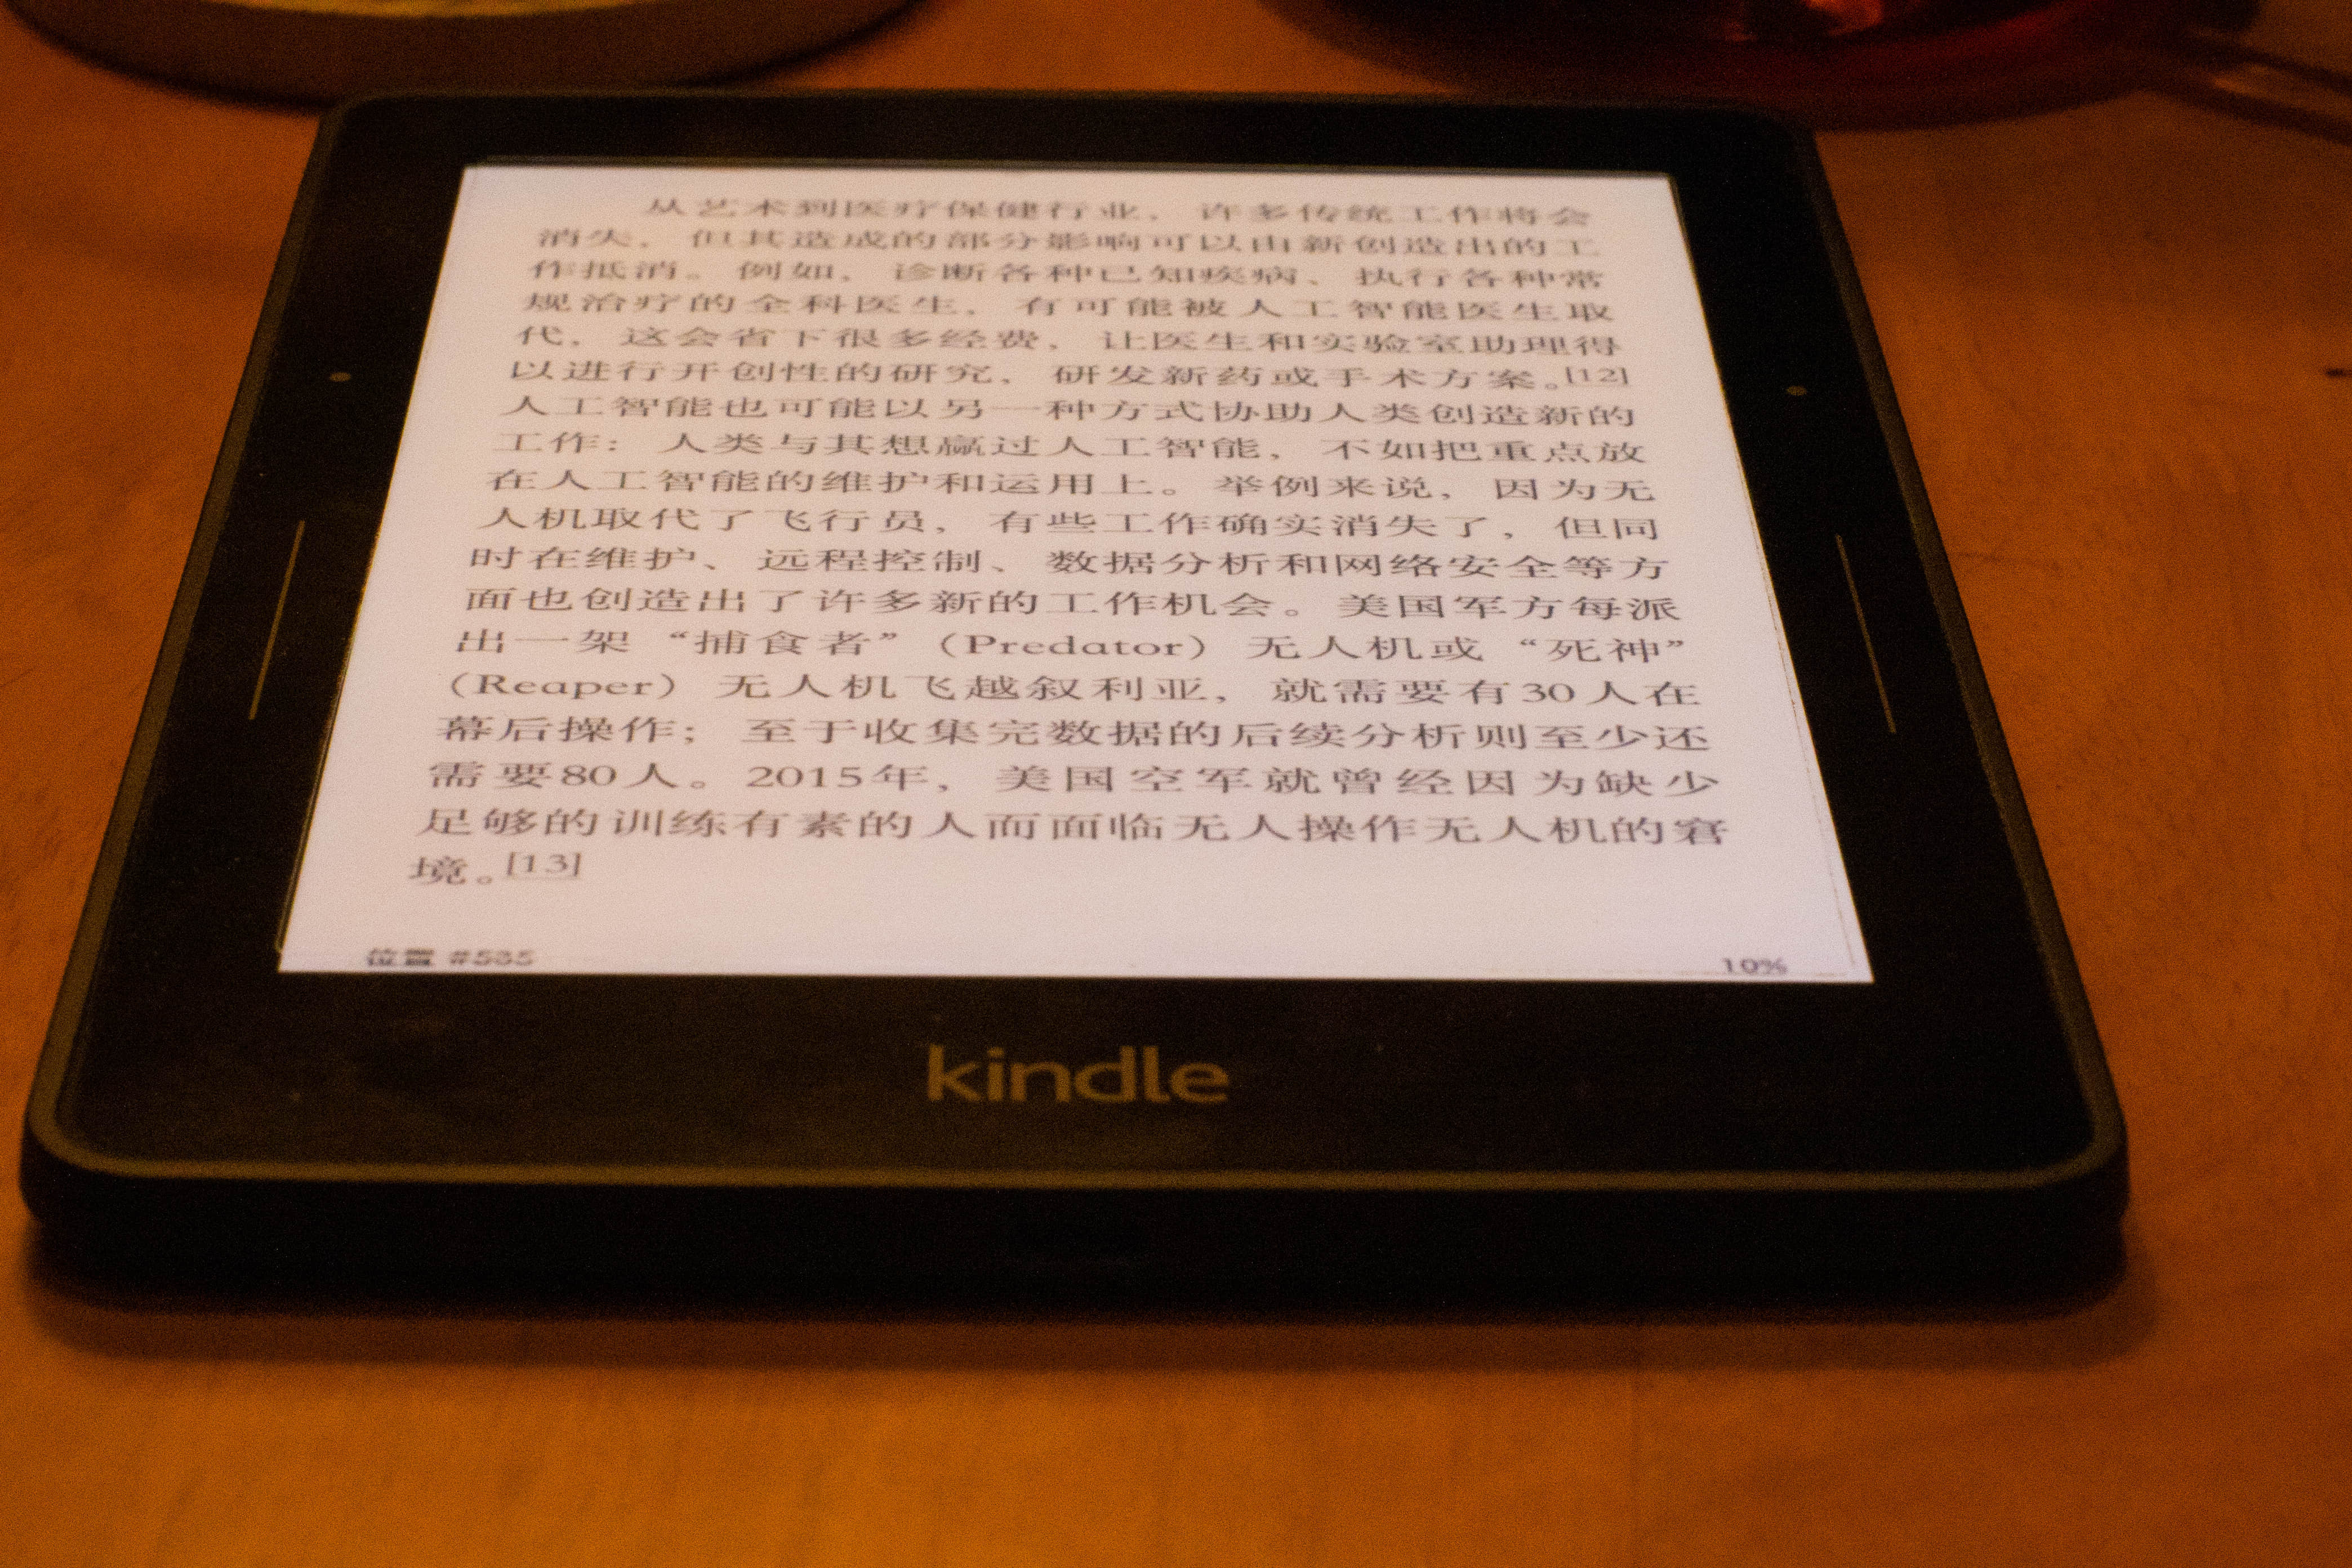 从艺术到医疗保健行业，许多传统工作将会
消失，但其造成的部分影响可以由新创造出的工
作抵消。例如，诊断各种已知疾病、执行各种常
规治疗的全科医生，有可能被人工智能医生取
代，这会省下很多经费，让医生和实验室助理得
以进行开创性的研究，研发新药或手术方案。[12]
人工智能也可能以另一种方式协助人类创造新的
工作：人类与其想赢过人工智能，不如把重点放
在人工智能的维护和运用上。举例来说，因为无
人机取代了飞行员，有些工作确实消失了，但同
时在维护、远程控制、数据分析和网络安全等方
面也创造出了许多新的工作机会。美国军方每派
出一架“捕食者”（Predator）无人机或“死神”
（Reaper）无人机飞越叙利亚，就需要有30人在
幕后操作；至于收集完数据的后续分析则至少还
需要80人。2015年，美国空军就曾经因为缺少
足够的训练有素的人而面临无人操作无人机的窘
境。[13]
位置 #535 10%
kindle